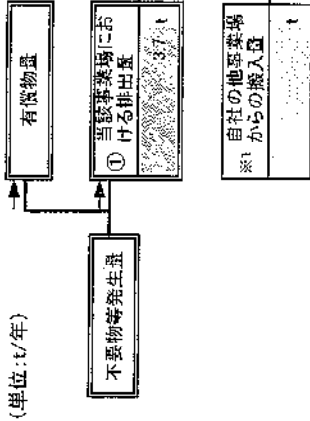 (単位:t/年)
不要物等発生量
有償物量
①当該事業場にお
ける排出量
37 t
※1 自社の他事業場
からの搬入量
t